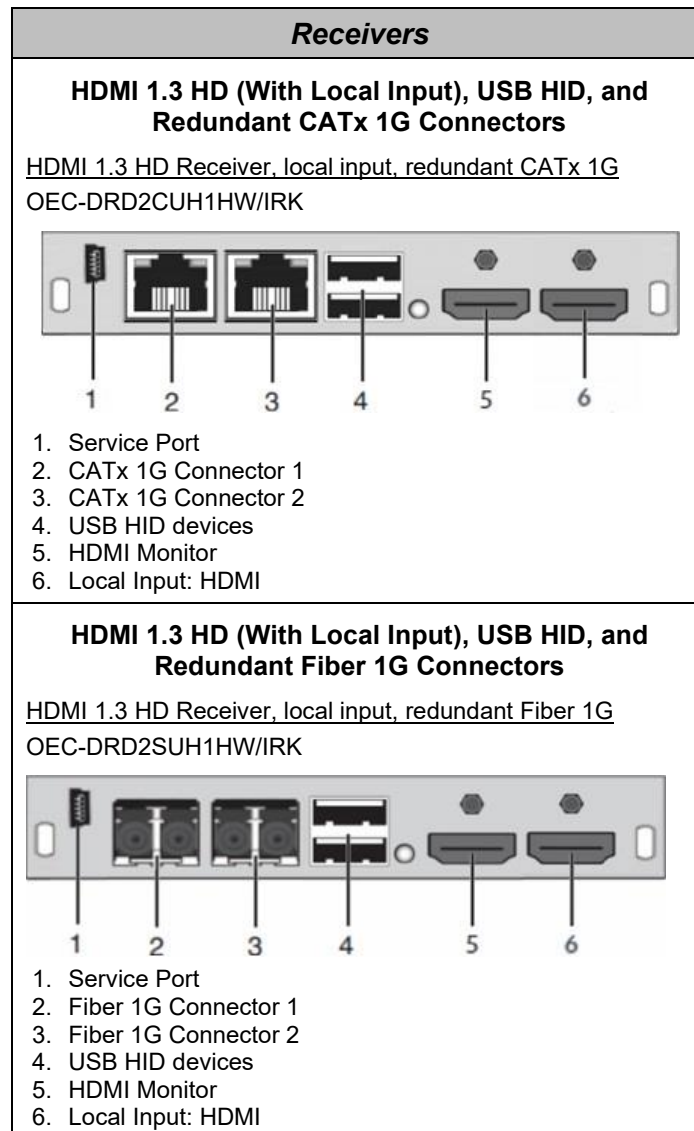 Receivers
HDMI 1.3 HD (With Local Input), USB HID, and
Redundant CATx 1G Connectors
HDMI 1.3 HD Receiver, local input, redundant CATx 1G
OEC-DRD2CUH1HW/IRK
1 2 3 4 5 6
1. Service Port
2. CATx 1G Connector 1
3. CATx 1G Connector 2
4. USB HID devices
5. HDMI Monitor
6. Local Input: HDMI
HDMI 1.3 HD (With Local Input), USB HID, and
Redundant Fiber 1G Connectors
HDMI 1.3 HD Receiver, local input, redundant Fiber 1G
OEC-DRD2SUH1HW/IRK
1 2 3 4 5 6
1. Service Port
2. Fiber 1G Connector 1
3. Fiber 1G Connector 2
4. USB HID devices
5. HDMI Monitor
6. Local Input: HDMI